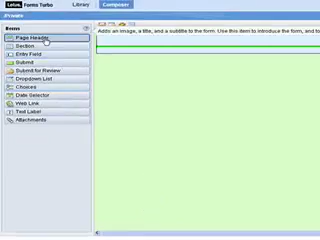 Lotus Forms Turbo Library Composer
Items
Page Header
Section
Entry Field
Submit
Submit for Review
Dropdown List
Choices
Date Selector
Web Link
Text Label
Attachments
Adds an image, a title, and a subtitle to the form. Use this item to introduce the form, and to